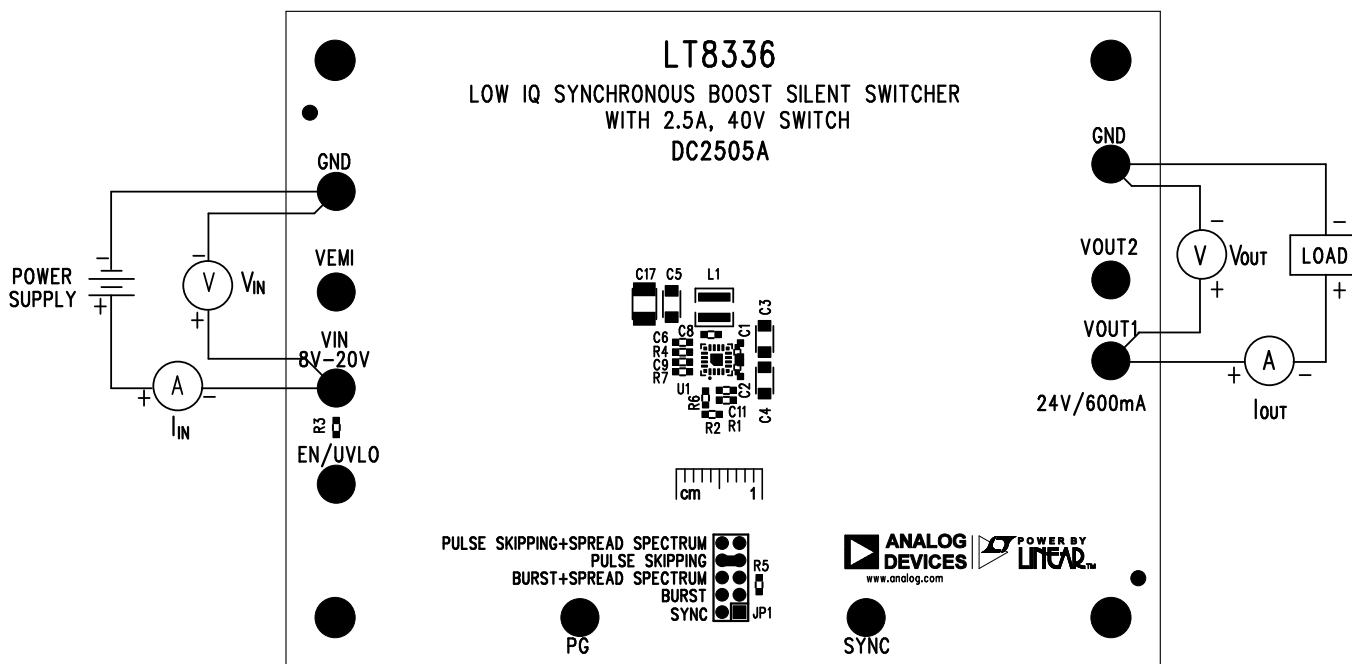 LT8336
LOW IQ SYNCHRONOUS BOOST SILENT SWITCHER
WITH 2.5A, 40V SWITCH
DC2505A
GND
GND
-
-
-
-
POWER
SUPPLY
+
V
VIN
+
VEMI
VIN
8V-20V
+
A
-
IIN
R3
EN/UVLO
VOUT2
V
VOUT
+
LOAD
+
VOUT1
24V/600mA
+
A
-
IOUT
C17
C5
L1
C3
C6
C8
C1
R4
C9
R7
U1
R6
C2
C11
C4
R2
R1
cm
1
PULSE SKIPPING+SPREAD SPECTRUM
PULSE SKIPPING
BURST+SPREAD SPECTRUM
BURST
SYNC
R5
JP1
PG
SYNC
ANALOG
DEVICES
www.analog.com
POWER BY
LINEAR™